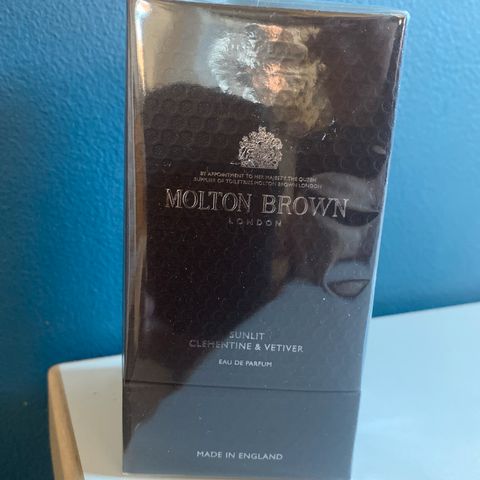 BY APPOINTMENT TO HER MAJESTY THE QUEEN
SUPPLIER OF TOILETRIES MOLTON BROWN LONDON
MOLTON BROWN
LONDON
SUNLIT
CLEMENTINE & VETIVER
EAU DE PARFUM
MADE IN ENGLAND